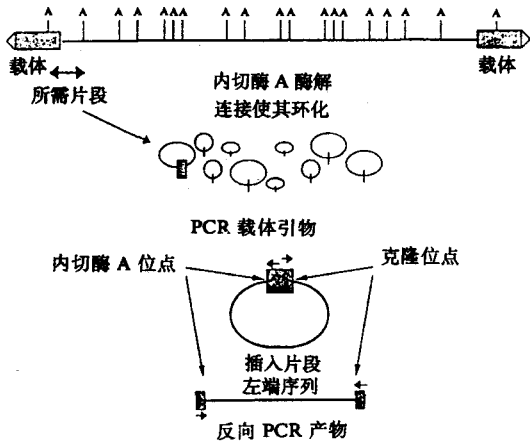 A A A A A A A A A A A A A A A A A A A
载体 载体
所需片段
内切酶 A 酶解
连接使其环化
PCR 载体引物
内切酶 A 位点 克隆位点
插入片段
左端序列
反向 PCR 产物